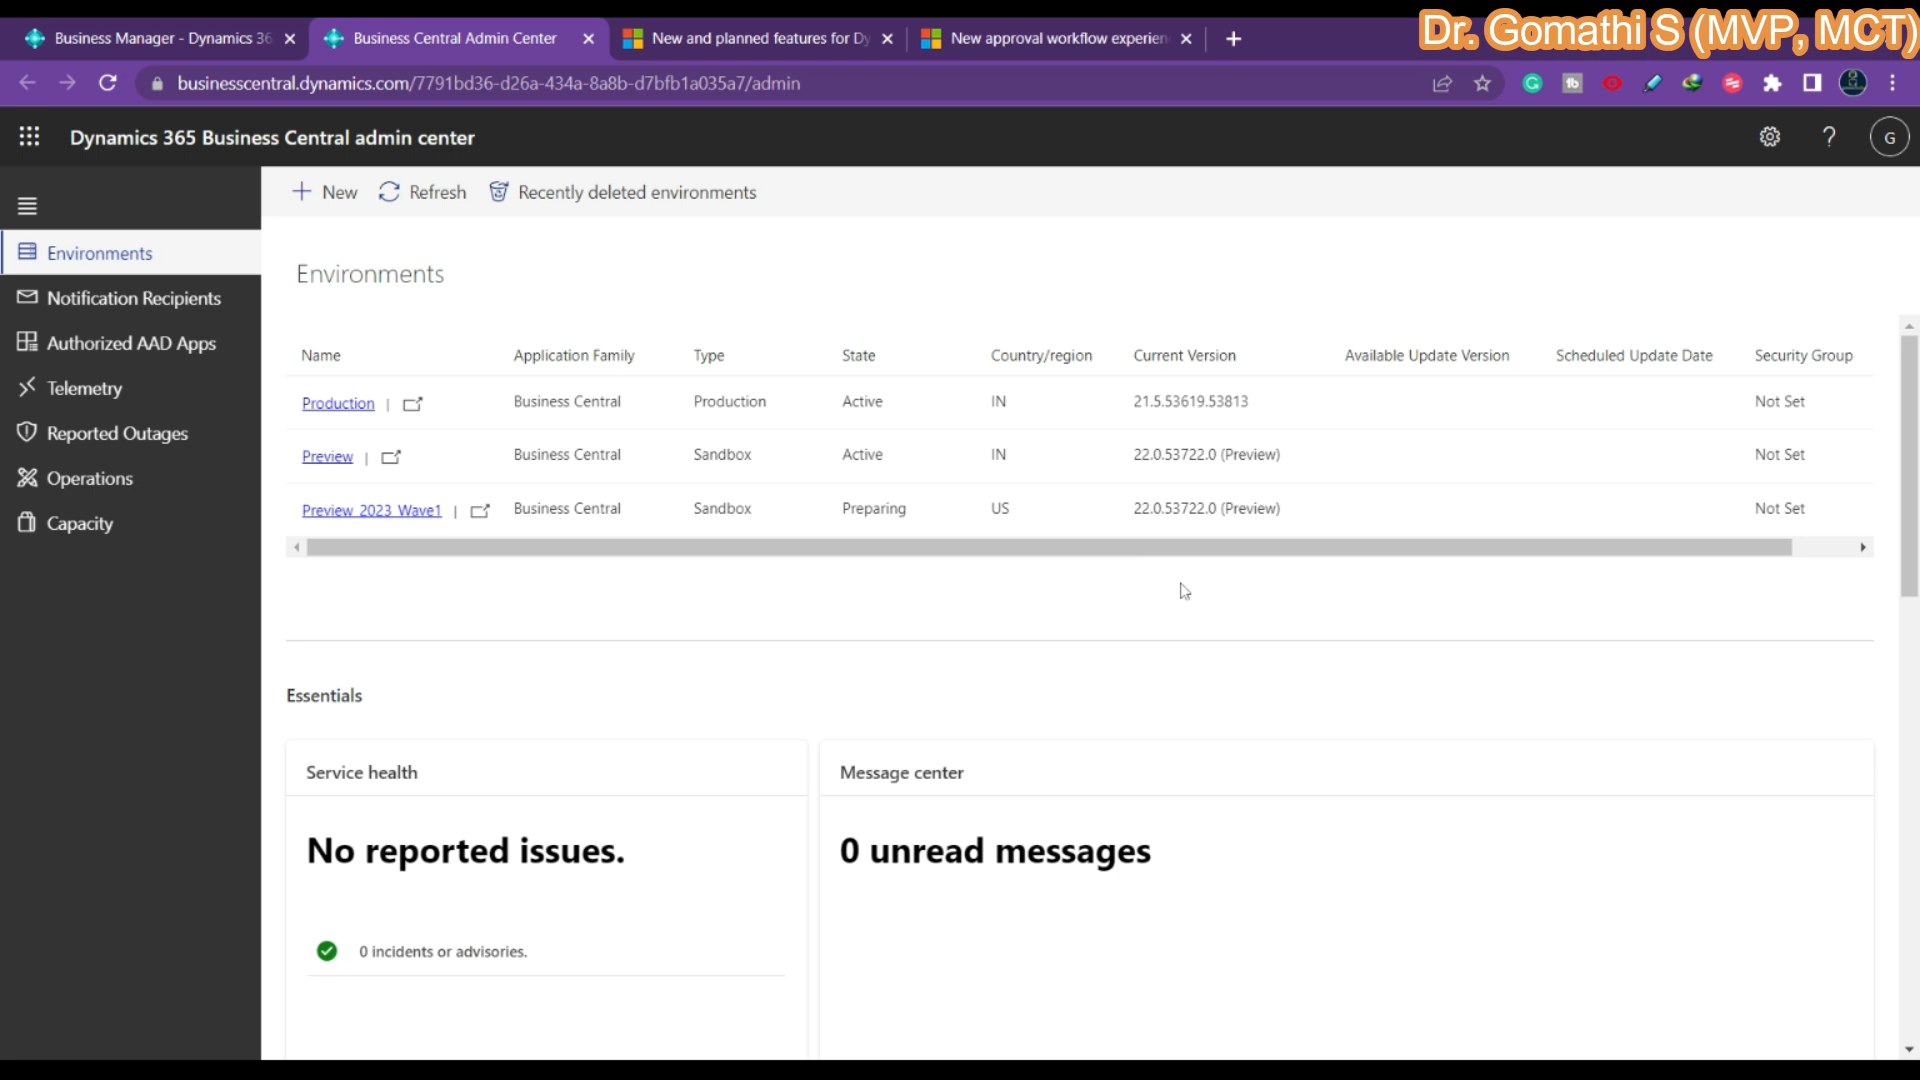 Dr. Gomathi S (MVP, MCT)
Business Manager - Dynamics 36
Business Central Admin Center
New and planned features for Dy
New approval workflow experien
businesscentral.dynamics.com/7791bd36-d26a-434a-8a8b-d7bfb1a035a7/admin
Dynamics 365 Business Central admin center
G
New Refresh Recently deleted environments
Environments
Notification Recipients
Authorized AAD Apps
Telemetry
Reported Outages
Operations
Capacity
Environments
Name Application Family Type State Country/region Current Version Available Update Version Scheduled Update Date Security Group
Production | Business Central Production Active IN 21.5.53619.53813 Not Set
Preview | Business Central Sandbox Active IN 22.0.53722.0 (Preview) Not Set
Preview_2023_Wave1 | Business Central Sandbox Preparing US 22.0.53722.0 (Preview) Not Set
Essentials
Service health
No reported issues.
0 incidents or advisories.
Message center
0 unread messages